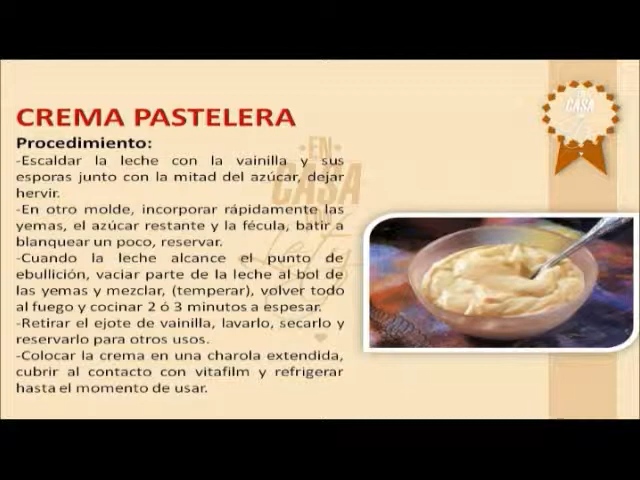 CREMA PASTELERA
Procedimiento:
-Escaldar la leche con la vainilla y sus
esporas junto con la mitad del azúcar, dejar
hervir.
-En otro molde, incorporar rápidamente las
yemas, el azúcar restante y la fécula, batir a
blanquear un poco, reservar.
-Cuando la leche alcance el punto de
ebullición, vaciar parte de la leche al bol de
las yemas y mezclar, (temperar), volver todo
al fuego y cocinar 2 ó 3 minutos a espesar.
-Retirar el ejote de vainilla, lavarlo, secarlo y
reservarlo para otros usos.
-Colocar la crema en una charola extendida,
cubrir al contacto con vitafilm y refrigerar
hasta el momento de usar.
EN
CASA
EN
CASA